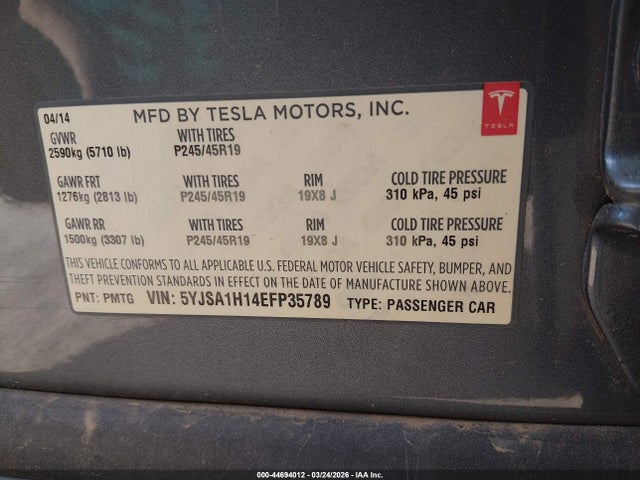 04/14 MFD BY TESLA MOTORS, INC.
TESLA
GVWR WITH TIRES
2590kg (5710 lb) P245/45R19
GAWR FRT WITH TIRES RIM COLD TIRE PRESSURE
1276kg (2813 lb) P245/45R19 19X8 J 310 kPa, 45 psi
GAWR RR WITH TIRES RIM COLD TIRE PRESSURE
1500kg (3307 lb) P245/45R19 19X8 J 310 kPa, 45 psi
THIS VEHICLE CONFORMS TO ALL APPLICABLE U.S. FEDERAL MOTOR VEHICLE SAFETY, BUMPER, AND
THEFT PREVENTION STANDARDS IN EFFECT ON THE DATE OF MANUFACTURE SHOWN ABOVE.
PNT: PMTG VIN: 5YJSA1H14EFP35789 TYPE: PASSENGER CAR
000-44694012 - 03/24/2026 - IAA Inc.